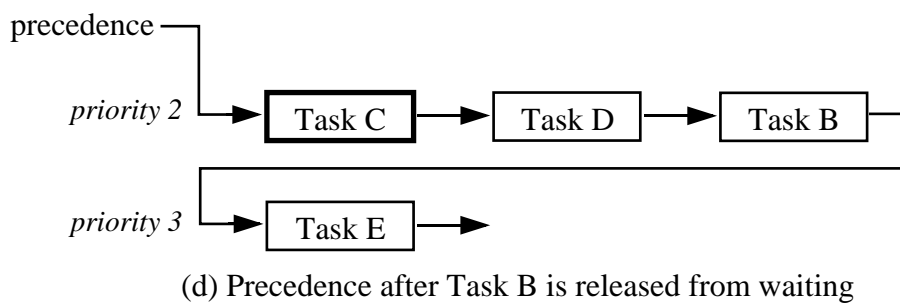 precedence
priority 2 Task C Task D Task B
priority 3 Task E
(d) Precedence after Task B is released from waiting